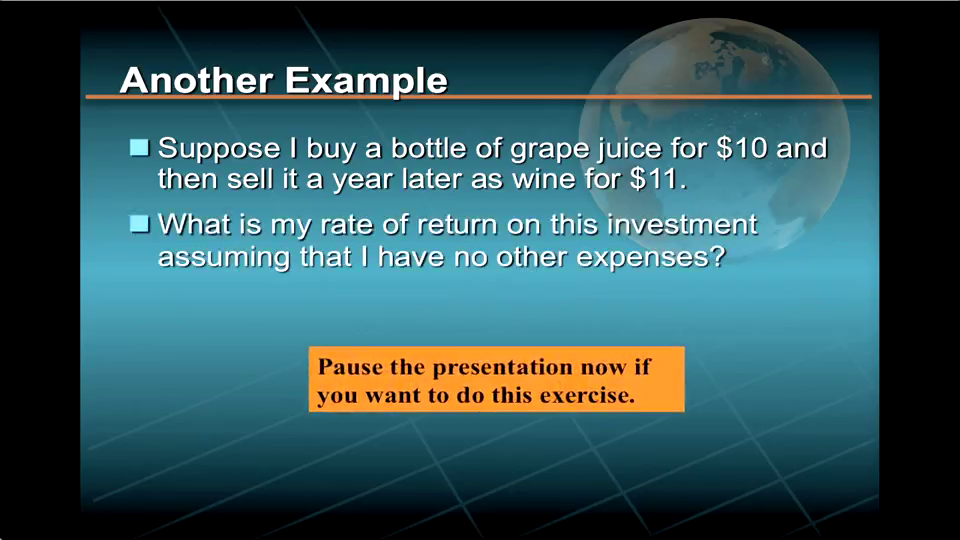 Another Example
Suppose I buy a bottle of grape juice for $10 and
then sell it a year later as wine for $11.
What is my rate of return on this investment
assuming that I have no other expenses?
Pause the presentation now if
you want to do this exercise.